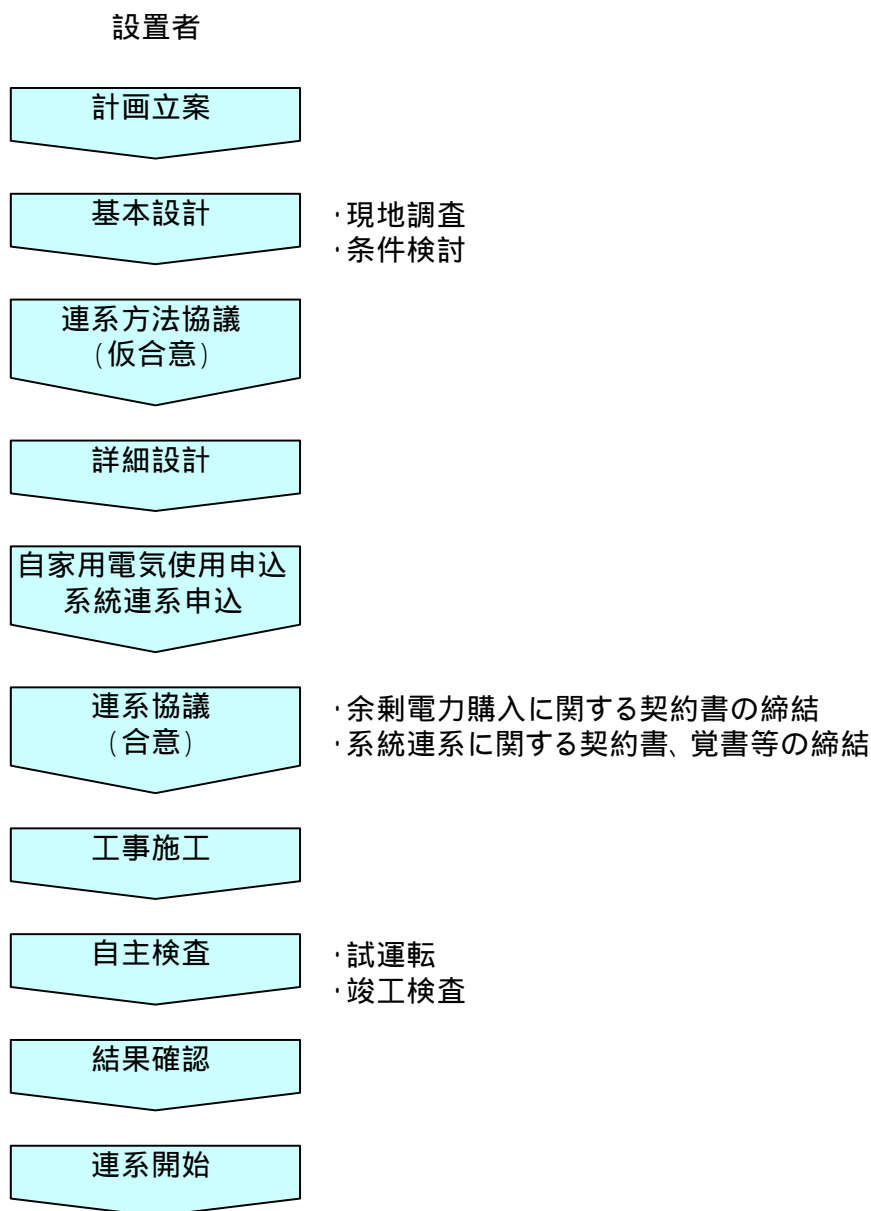 設置者
計画立案
基本設計
・現地調査
・条件検討
連系方法協議
(仮合意)
詳細設計
自家用電気使用申込
系統連系申込
連系協議
(合意)
・余剰電力購入に関する契約書の締結
・系統連系に関する契約書、覚書等の締結
工事施工
自主検査
・試運転
・竣工検査
結果確認
連系開始